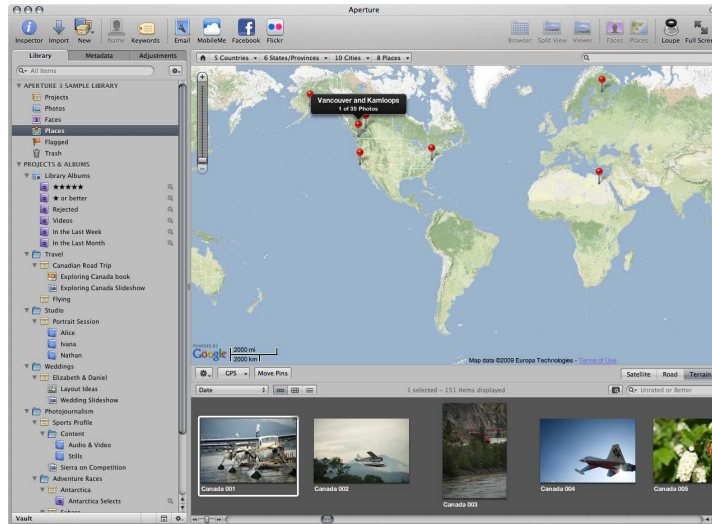 Aperture
Inspector Import New Name Keywords Email MobileMe Facebook Flickr Browser Split View Viewer Faces Places Loupe Full Scre
Library Metadata Adjustments
All Items
5 Countries 6 States/Provinces 10 Cities 8 Places
APERTURE 3 SAMPLE LIBRARY
Projects
Photos
Faces
Places
Flagged
Trash
PROJECTS & ALBUMS
Library Albums
★★★★★
★ or better
Rejected
Videos
In the Last Week
In the Last Month
Travel
Canadian Road Trip
Exploring Canada book
Exploring Canada Slideshow
Flying
Studio
Portrait Session
Alice
Ivana
Nathan
Weddings
Elizabeth & Daniel
Layout Ideas
Wedding Slideshow
Photojournalism
Sports Profile
Content
Audio & Video
Stills
Sierra on Competition
Adventure Races
Antarctica
Antarctica Selects
Vault
Vancouver and Kamloops
1 of 35 Photos
POWERED BY
Google
2000 mi
2000 km
Map data ©2009 Europa Technologies - Terms of Use
GPS Move Pins Satellite Road Terrain
Date 1 selected – 151 items displayed Unrated or Better
Canada 001
Canada 002
Canada 003
Canada 004
Canada 005